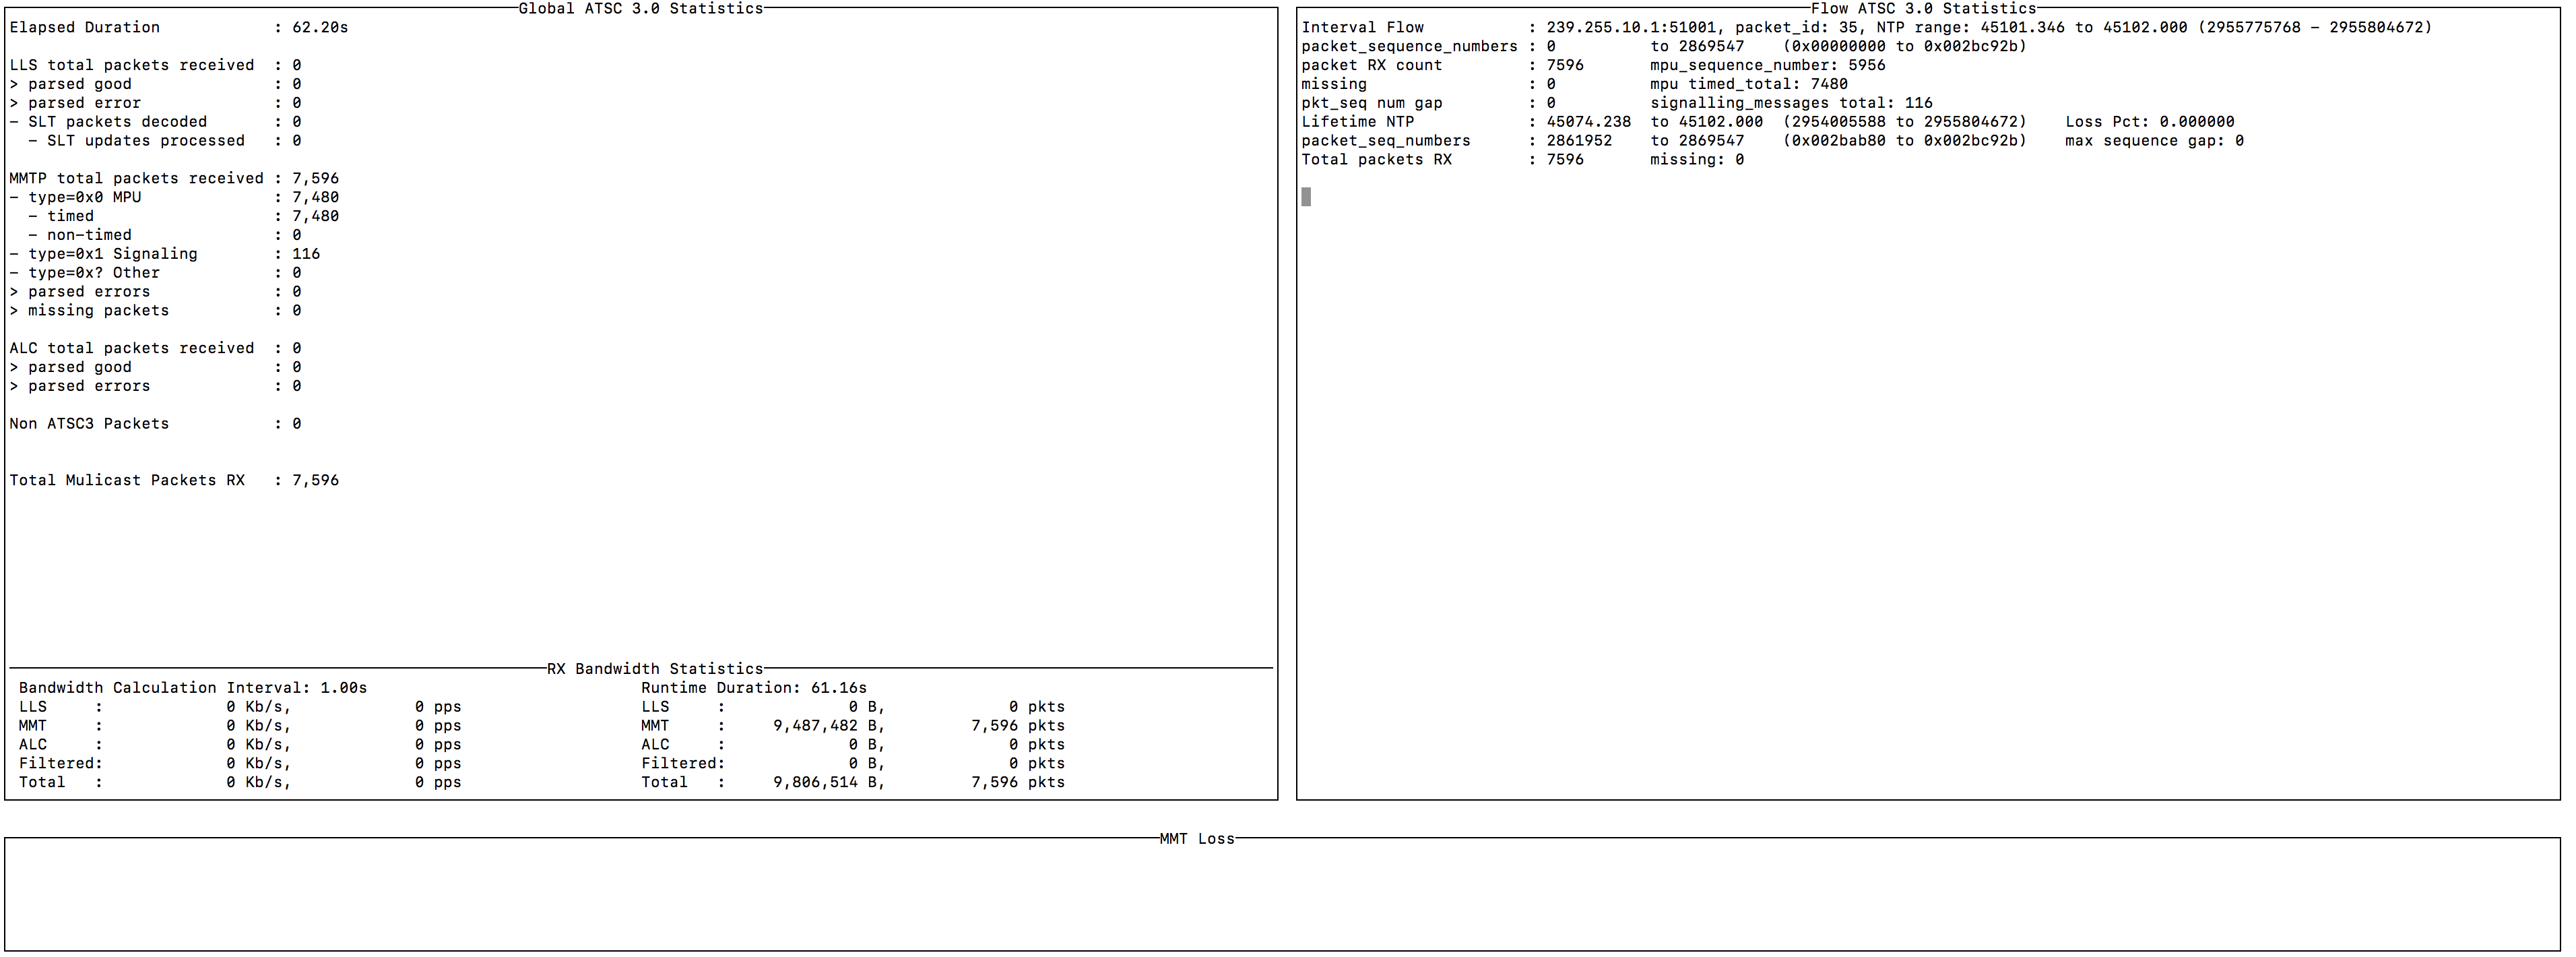 Global ATSC 3.0 Statistics
Elapsed Duration : 62.20s
LLS total packets received : 0
> parsed good : 0
> parsed error : 0
- SLT packets decoded : 0
- SLT updates processed : 0
MMTP total packets received : 7,596
- type=0x0 MPU : 7,480
- timed : 7,480
- non-timed : 0
- type=0x1 Signaling : 116
- type=0x? Other : 0
> parsed errors : 0
> missing packets : 0
ALC total packets received : 0
> parsed good : 0
> parsed errors : 0
Non ATSC3 Packets : 0
Total Mulicast Packets RX : 7,596
RX Bandwidth Statistics
Bandwidth Calculation Interval: 1.00s Runtime Duration: 61.16s
LLS : 0 Kb/s, 0 pps LLS : 0 B, 0 pkts
MMT : 0 Kb/s, 0 pps MMT : 9,487,482 B, 7,596 pkts
ALC : 0 Kb/s, 0 pps ALC : 0 B, 0 pkts
Filtered: 0 Kb/s, 0 pps Filtered: 0 B, 0 pkts
Total : 0 Kb/s, 0 pps Total : 9,806,514 B, 7,596 pkts
Flow ATSC 3.0 Statistics
Interval Flow : 239.255.10.1:51001, packet_id: 35, NTP range: 45101.346 to 45102.000 (2955775768 - 2955804672)
packet_sequence_numbers : 0 to 2869547 (0x00000000 to 0x002bc92b)
packet RX count : 7596 mpu_sequence_number: 5956
missing : 0 mpu timed_total: 7480
pkt_seq num gap : 0 signalling_messages total: 116
Lifetime NTP : 45074.238 to 45102.000 (2954005588 to 2955804672) Loss Pct: 0.000000
packet_seq_numbers : 2861952 to 2869547 (0x002bab80 to 0x002bc92b) max sequence gap: 0
Total packets RX : 7596 missing: 0
MMT Loss